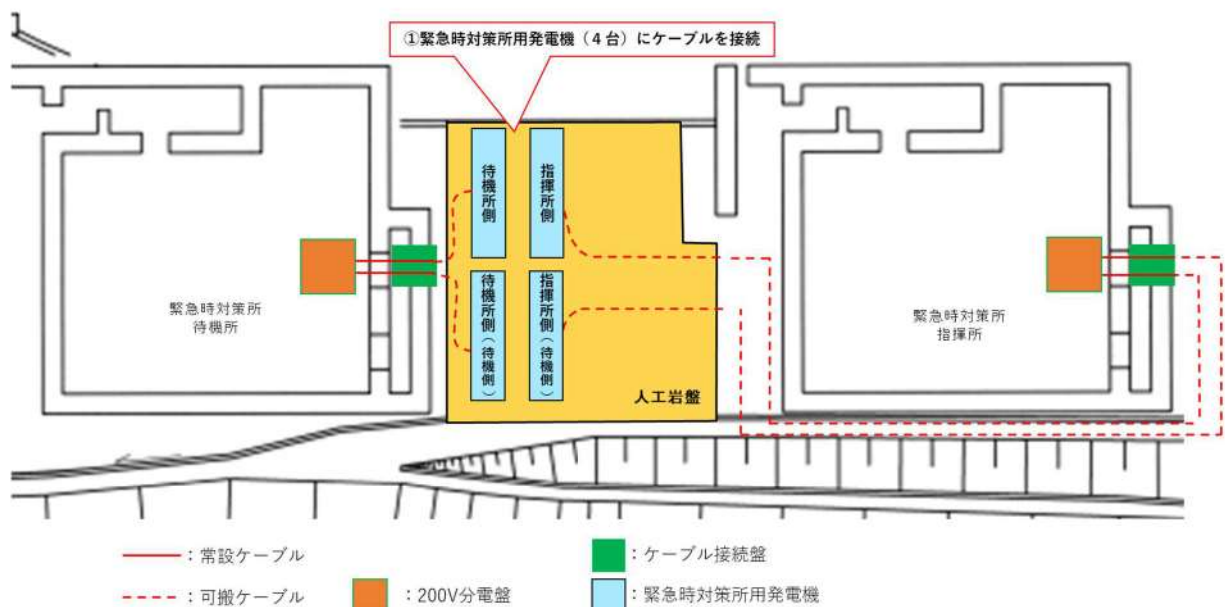 ①緊急時対策所用発電機（４台）にケーブルを接続
待機所側
指揮所側
待機所側（待機側）
指揮所側（待機側）
緊急時対策所
待機所
緊急時対策所
指揮所
人工岩盤
：常設ケーブル
：ケーブル接続盤
：可搬ケーブル
：200V分電盤
：緊急時対策所用発電機